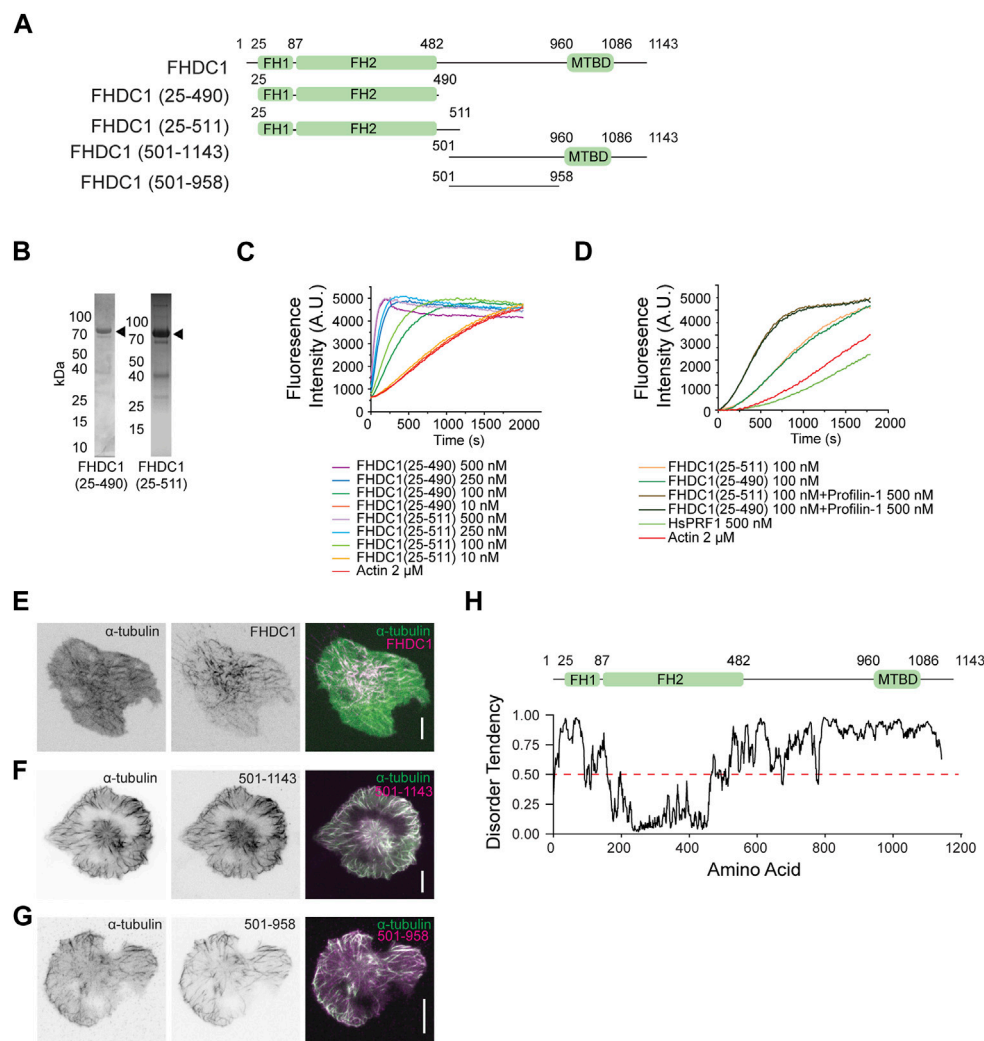 A
1 25 87 482 960 1086 1143
FHDC1 FH1 FH2 MTBD
25 490
FHDC1 (25-490) FH1 FH2
25 511
FHDC1 (25-511) FH1 FH2
501 960 1086 1143
FHDC1 (501-1143) MTBD
501 958
FHDC1 (501-958)
B
kDa
100
70
50
40
25
15
10
FHDC1
(25-490)
100
70
50
40
25
15
FHDC1
(25-511)
C
Fluoresence
Intensity (A.U.)
5000
4000
3000
2000
1000
0
0 500 1000 1500 2000
Time (s)
FHDC1(25-490) 500 nM
FHDC1(25-490) 250 nM
FHDC1(25-490) 100 nM
FHDC1(25-490) 10 nM
FHDC1(25-511) 500 nM
FHDC1(25-511) 250 nM
FHDC1(25-511) 100 nM
FHDC1(25-511) 10 nM
Actin 2 μM
D
Fluoresence
Intensity (A.U.)
5000
4000
3000
2000
1000
0
0 500 1000 1500 2000
Time (s)
FHDC1(25-511) 100 nM
FHDC1(25-490) 100 nM
FHDC1(25-511) 100 nM+Profilin-1 500 nM
FHDC1(25-490) 100 nM+Profilin-1 500 nM
HsPRF1 500 nM
Actin 2 μM
E
α-tubulin FHDC1 α-tubulin
FHDC1
F
α-tubulin 501-1143 α-tubulin
501-1143
G
α-tubulin 501-958 α-tubulin
501-958
H
1 25 87 482 960 1086 1143
FH1 FH2 MTBD
Disorder Tendency
1.00
0.75
0.50
0.25
0.00
0 200 400 600 800 1000 1200
Amino Acid